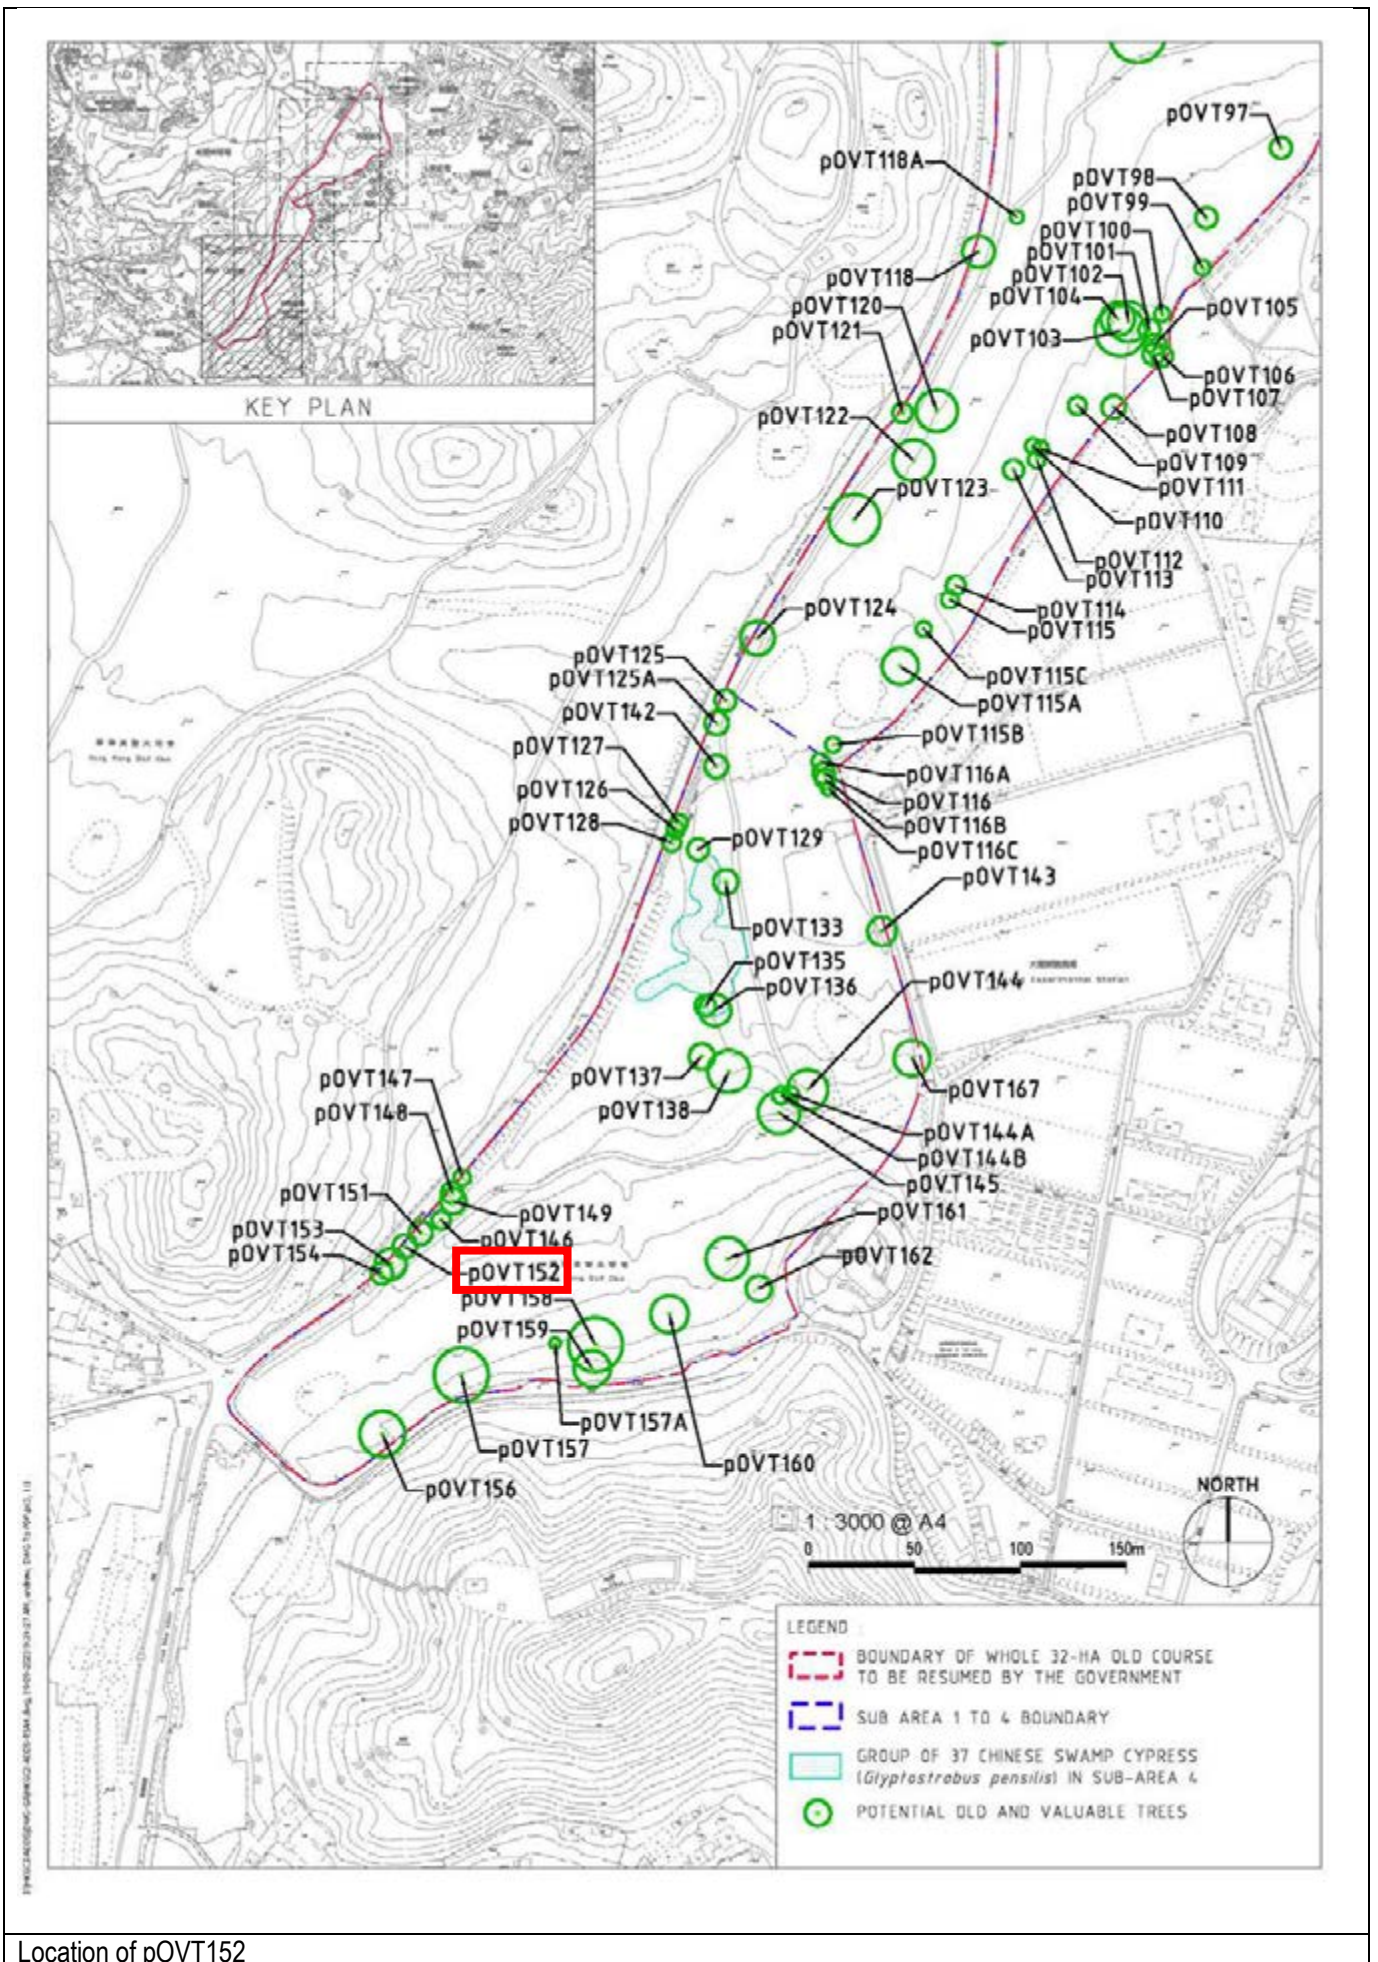 KEY PLAN
pOVT97
pOVT118A
pOVT98
pOVT99
pOVT100
pOVT101
pOVT102
pOVT104
pOVT103
pOVT105
pOVT118
pOVT120
pOVT121
pOVT106
pOVT107
pOVT122
pOVT108
pOVT109
pOVT111
pOVT123
pOVT110
pOVT112
pOVT113
pOVT124
pOVT114
pOVT115
pOVT125
pOVT125A
pOVT115C
pOVT115A
pOVT142
pOVT115B
pOVT127
pOVT116A
pOVT126
pOVT116
pOVT128
pOVT116B
pOVT129
pOVT116C
pOVT143
pOVT133
pOVT135
pOVT136
pOVT144
pOVT147
pOVT137
pOVT167
pOVT148
pOVT138
pOVT144A
pOVT144B
pOVT145
pOVT151
pOVT149
pOVT161
pOVT153
pOVT146
pOVT154
pOVT162
pOVT152
pOVT158
pOVT159
pOVT157A
pOVT157
pOVT160
pOVT156
NORTH
1 : 3000 @ A4
0 50 100 150m
LEGEND :
BOUNDARY OF WHOLE 32-HA OLD COURSE
TO BE RESUMED BY THE GOVERNMENT
SUB AREA 1 TO 4 BOUNDARY
GROUP OF 37 CHINESE SWAMP CYPRESS
(Glyptostrobus pensilis) IN SUB-AREA 4
POTENTIAL OLD AND VALUABLE TREES
Location of pOVT152